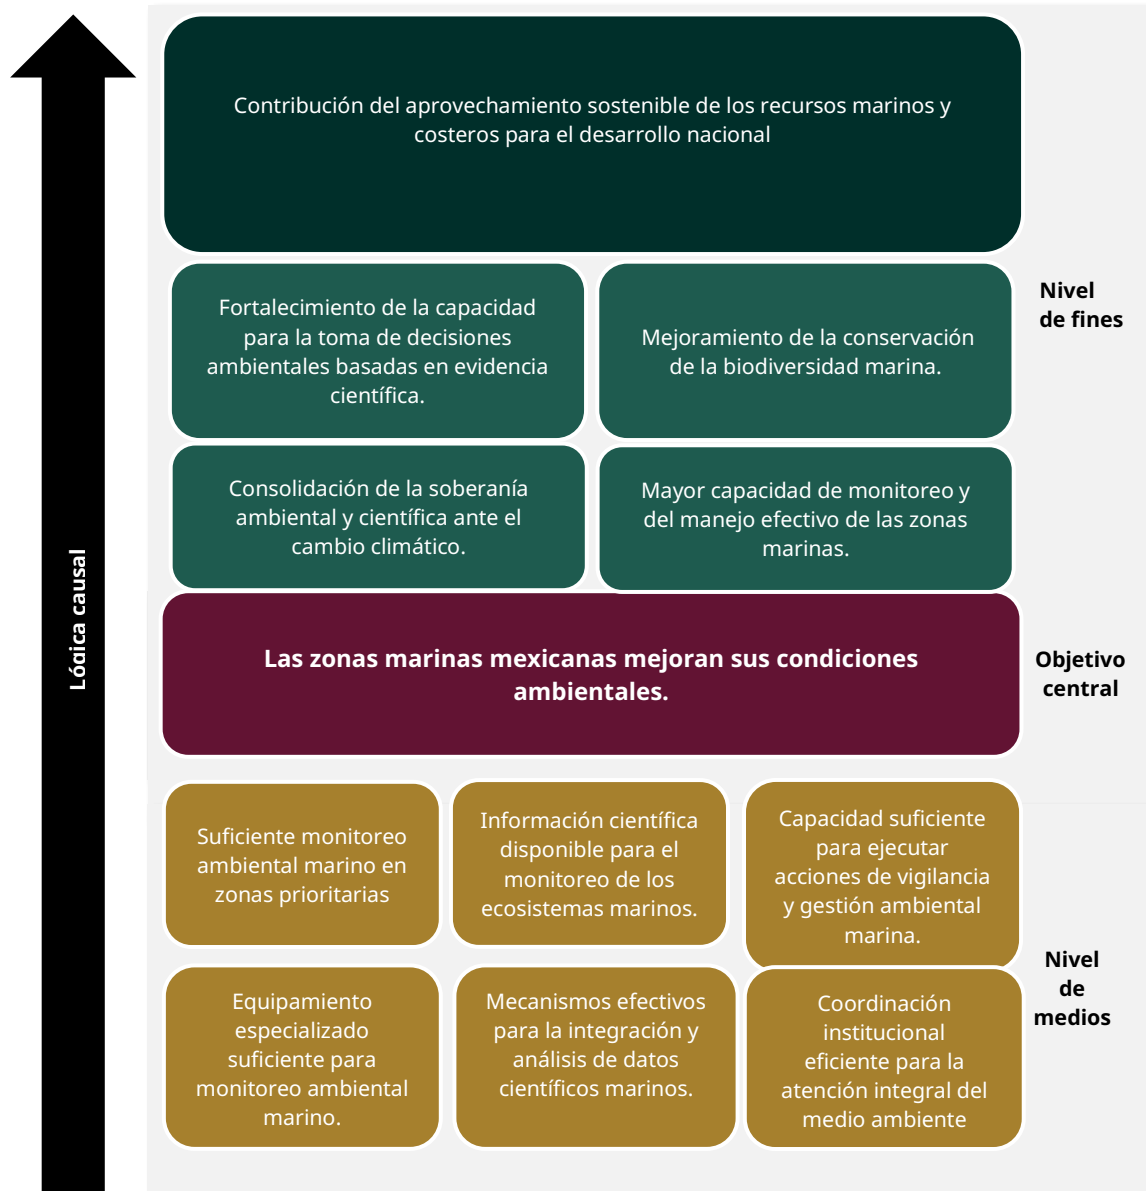 Contribución del aprovechamiento sostenible de los recursos marinos y
costeros para el desarrollo nacional
Fortalecimiento de la capacidad
para la toma de decisiones
ambientales basadas en evidencia
científica.
Mejoramiento de la conservación
de la biodiversidad marina.
Nivel
de fines
Consolidación de la soberanía
ambiental y científica ante el
cambio climático.
Mayor capacidad de monitoreo y
del manejo efectivo de las zonas
marinas.
Lógica causal
Las zonas marinas mexicanas mejoran sus condiciones
ambientales.
Objetivo
central
Suficiente monitoreo
ambiental marino en
zonas prioritarias
Información científica
disponible para el
monitoreo de los
ecosistemas marinos.
Capacidad suficiente
para ejecutar
acciones de vigilancia
y gestión ambiental
marina.
Nivel
de
medios
Equipamiento
especializado
suficiente para
monitoreo ambiental
marino.
Mecanismos efectivos
para la integración y
análisis de datos
científicos marinos.
Coordinación
institucional
eficiente para la
atención integral del
medio ambiente